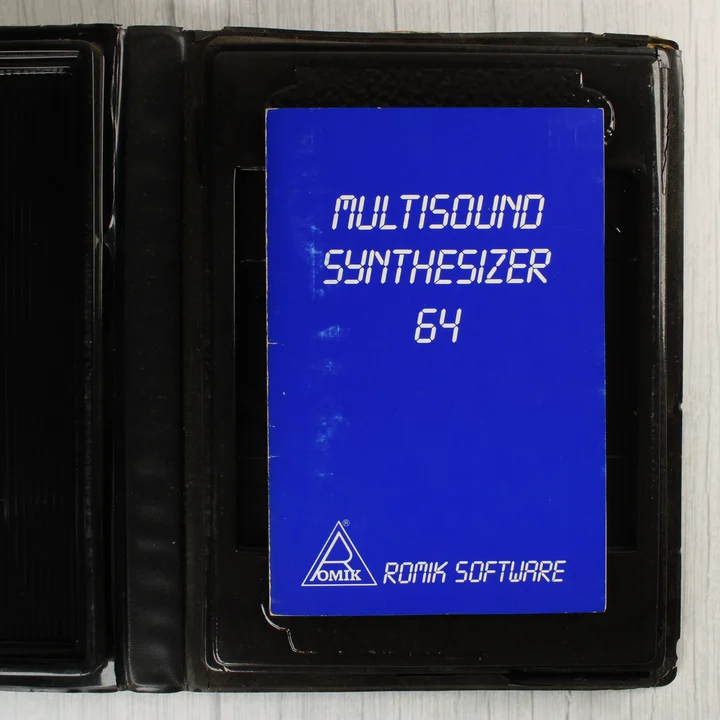 MULTISOUND
SYNTHESIZER
64
®
ROMIK
ROMIK SOFTWARE